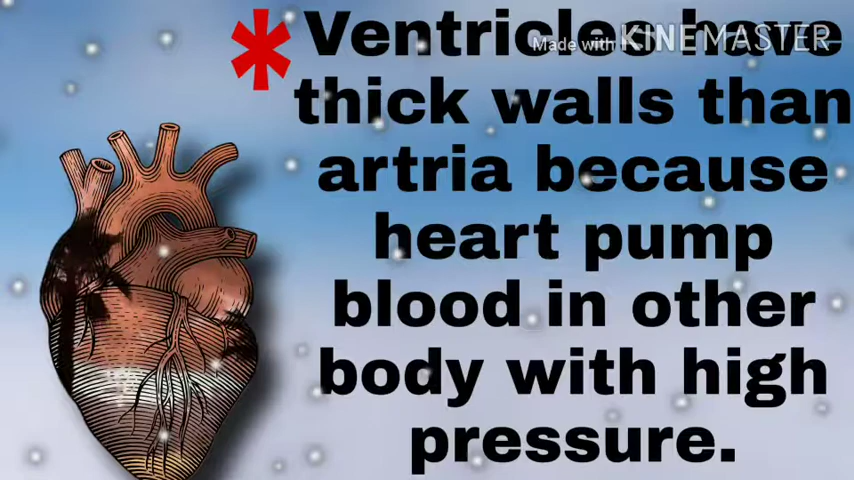 * Ventricles have
Made with KINEMASTER
thick walls than
artria because
heart pump
blood in other
body with high
pressure.